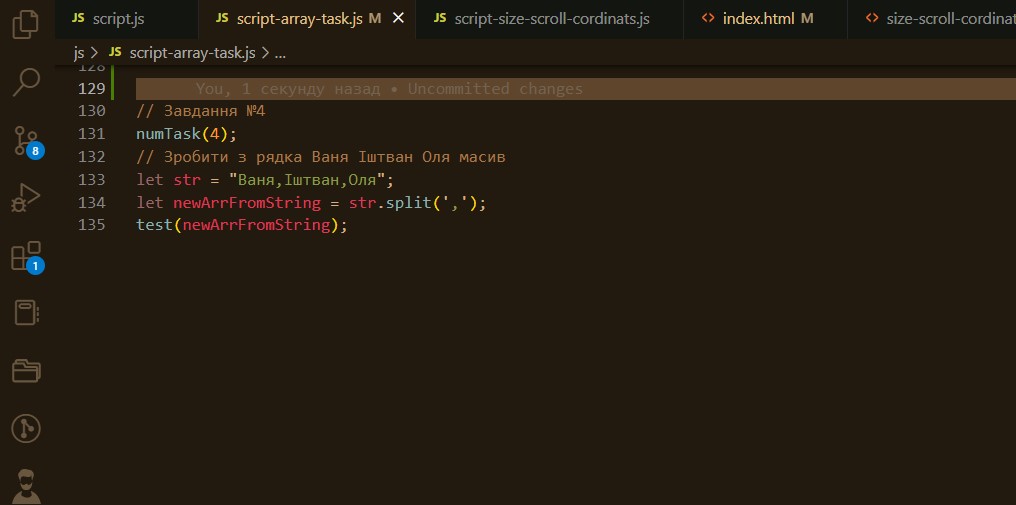 JS script.js
JS script-array-task.js M
JS script-size-scroll-cordinats.js
<> index.html M
<> size-scroll-cordinat
js > JS script-array-task.js > ...
128
129 You, 1 секунду назад • Uncommitted changes
130 // Завдання №4
131 numTask(4);
132 // Зробити з рядка Ваня Іштван Оля масив
133 let str = "Ваня,Іштван,Оля";
134 let newArrFromString = str.split(',');
135 test(newArrFromString);
8
1